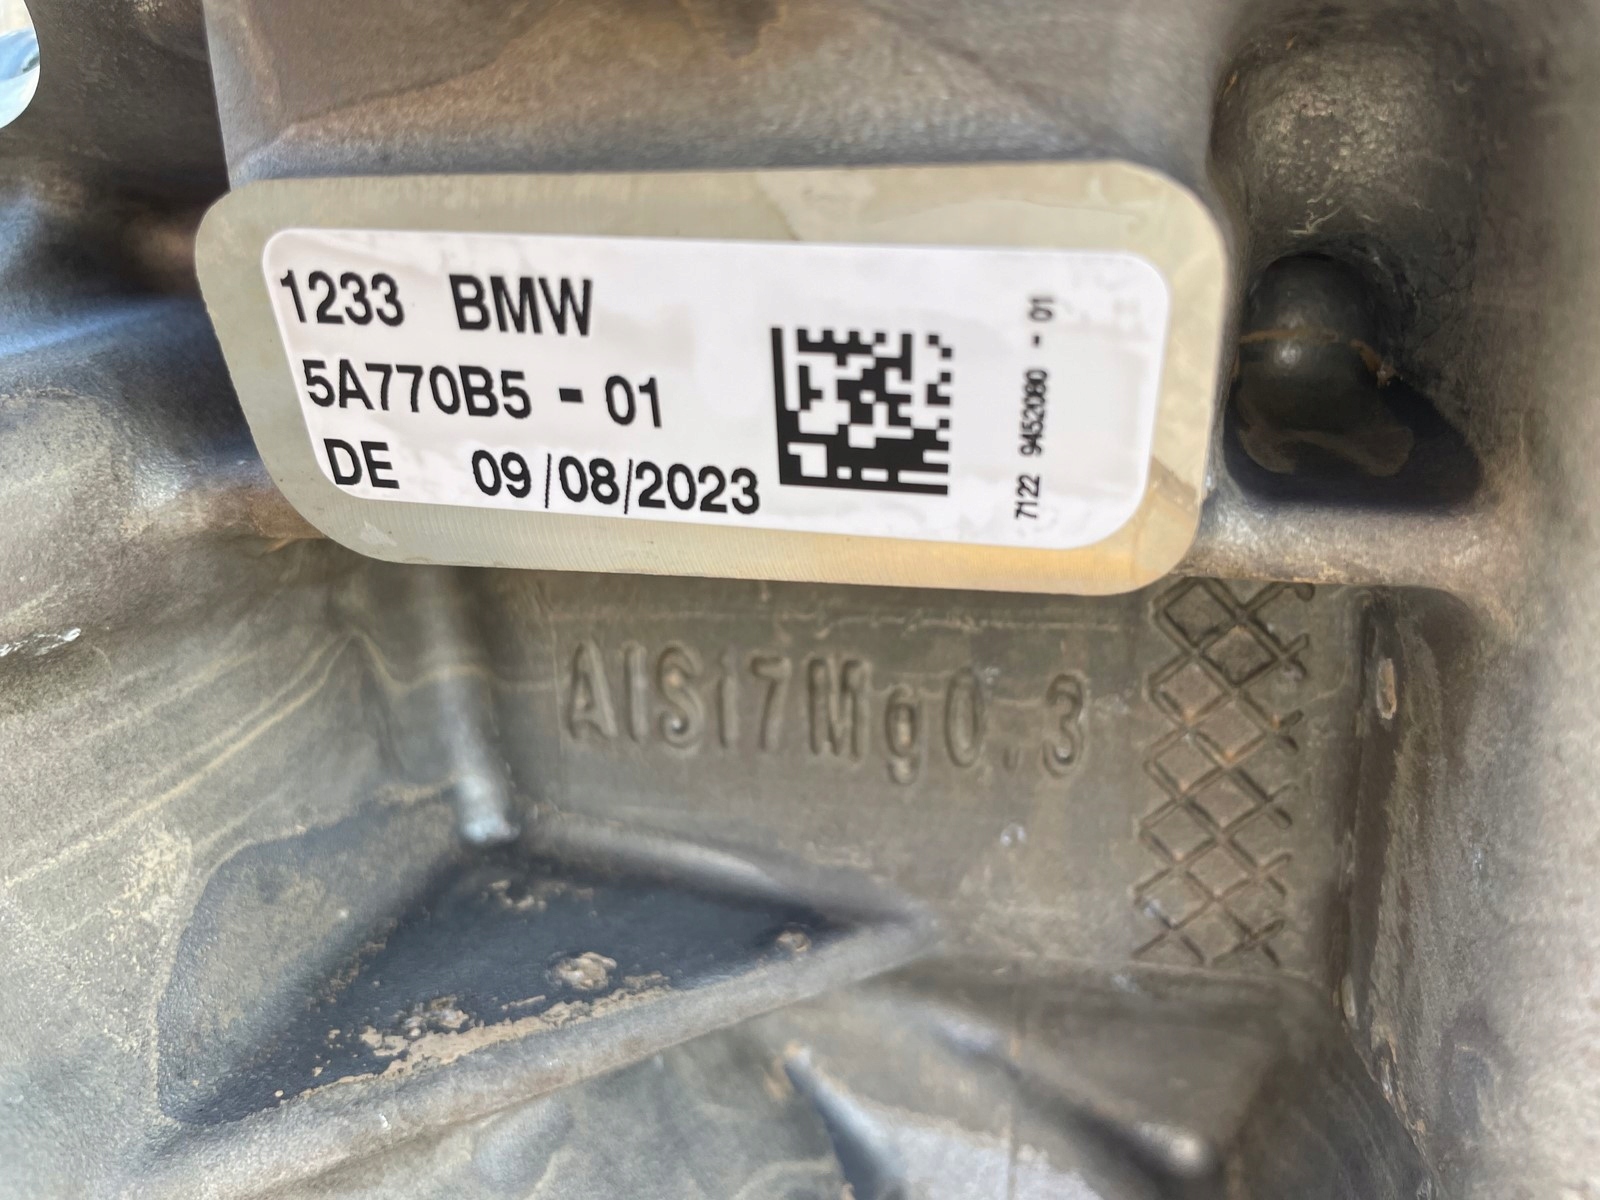 1233 BMW
5A770B5 - 01
DE 09/08/2023
7122 9452080 - 01
AlSi7Mg0.3